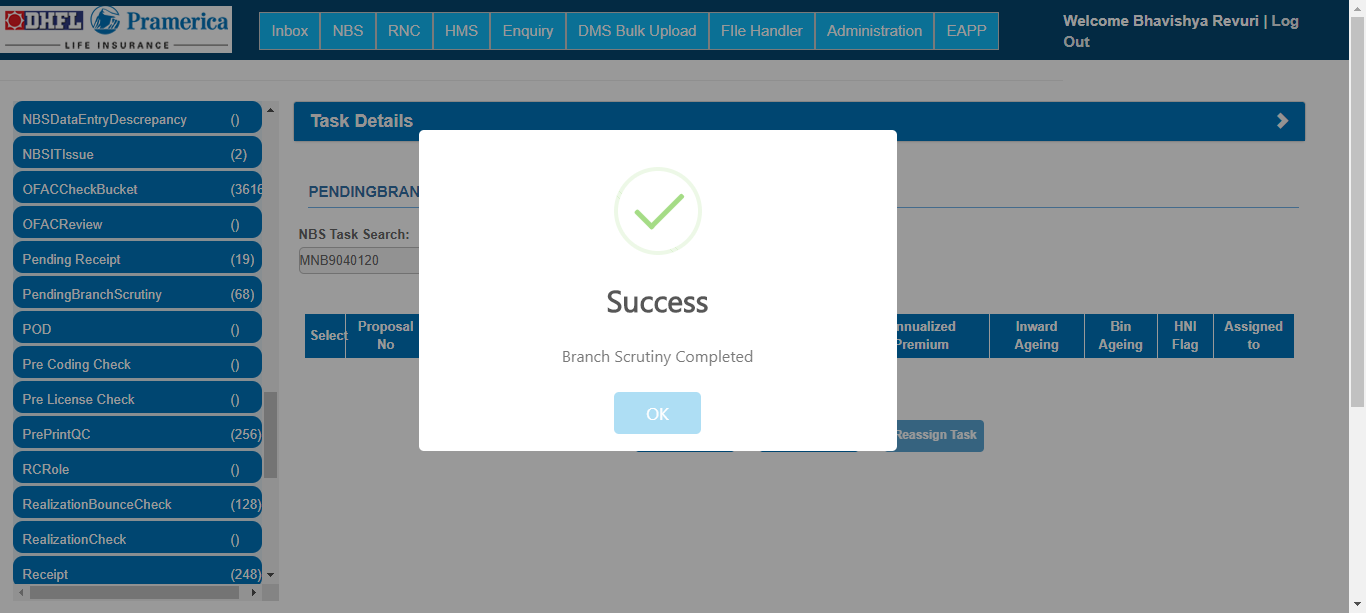 DHFL Pramerica
LIFE INSURANCE
Inbox NBS RNC HMS Enquiry DMS Bulk Upload FIle Handler Administration EAPP
Welcome Bhavishya Revuri | Log
Out
NBSDataEntryDescrepancy ()
NBSITIssue (2)
OFACCheckBucket (3616
OFACReview ()
Pending Receipt (19)
PendingBranchScrutiny (68)
POD ()
Pre Coding Check ()
Pre License Check ()
PrePrintQC (256)
RCRole ()
RealizationBounceCheck (128)
RealizationCheck ()
Receipt (248)
Task Details
PENDINGBRAN
NBS Task Search:
MNB9040120
Select
Proposal
No
nnualized
Premium
Inward
Ageing
Bin
Ageing
HNI
Flag
Assigned
to
Reassign Task
Success
Branch Scrutiny Completed
OK